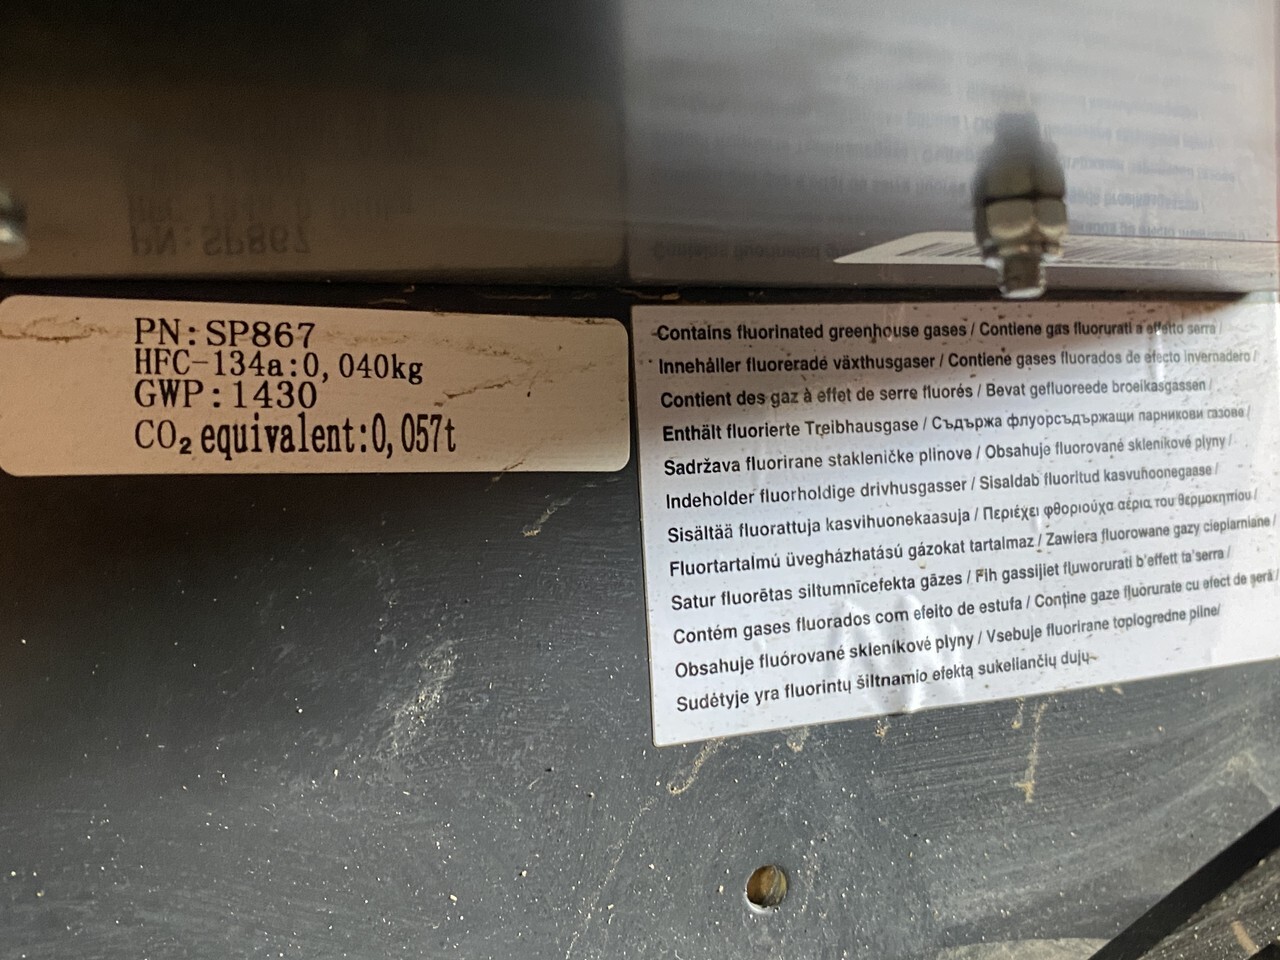 PN:SP867
HFC-134a:0, 040kg
GWP:1430
CO₂ equivalent:0, 057t
Contains fluorinated greenhouse gases / Contiene gas fluorurati a effetto serra /
Innehåller fluorerade växthusgaser / Contiene gases fluorados de efecto invernadero /
Contient des gaz à effet de serre fluorés / Bevat gefluoreede broeikasgassen /
Enthält fluorierte Treibhausgase / Съдържа флуорсъдържащи парникови газове /
Sadržava fluorirane stakleničke plinove / Obsahuje fluorované skleníkové plyny /
Indeholder fluorholdige drivhusgasser / Sisaldab fluoritud kasvuhoonegaase /
Sisältää fluorattuja kasvihuonekaasuja / Περιέχει φθοριούχα αέρια του θερμοκηπίου /
Fluortartalmú üvegházhatású gázokat tartalmaz / Zawiera fluorowane gazy cieplarniane /
Satur fluorētas siltumnīcefekta gāzes / Fih gassijiet fluworurati b'effett ta'serra /
Contém gases fluorados com efeito de estufa / Conține gaze fluorurate cu efect de seră /
Obsahuje fluórované skleníkové plyny / Vsebuje fluorirane toplogredne pline/
Sudėtyje yra fluorintų šiltnamio efektą sukeliančių dujų